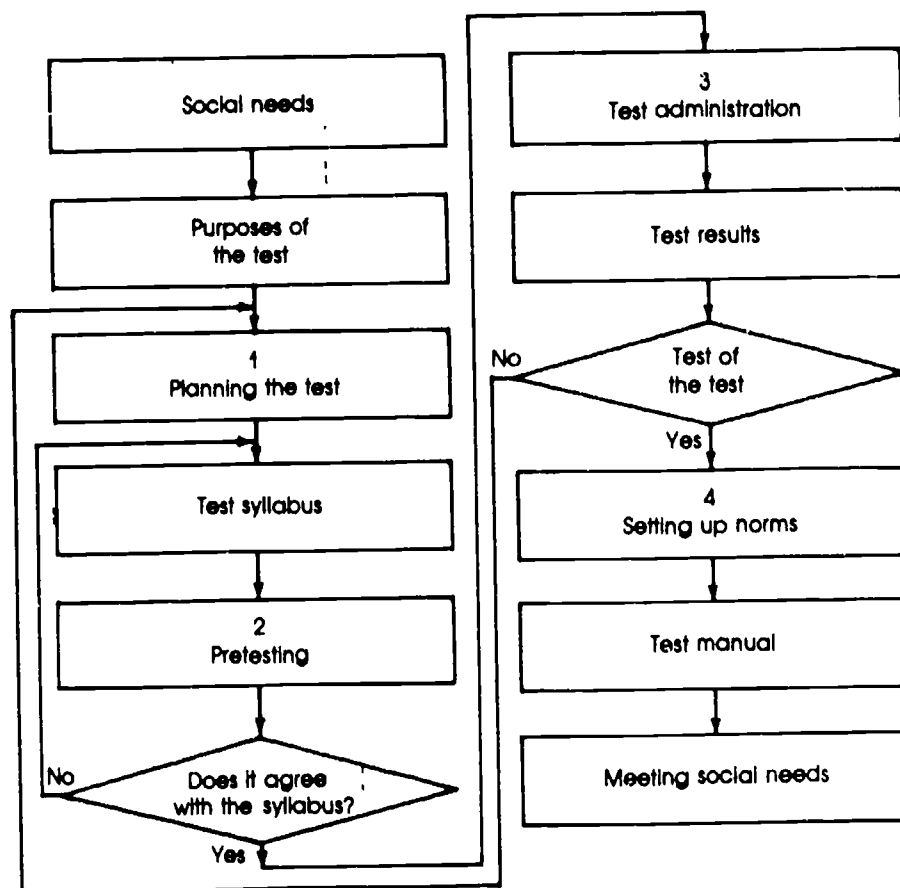 Social needs
Purposes of
the test
1
Planning the test
Test syllabus
2
Pretesting
No
Does it agree
with the syllabus?
Yes
3
Test administration
Test results
No
Test of
the test
Yes
4
Setting up norms
Test manual
Meeting social needs